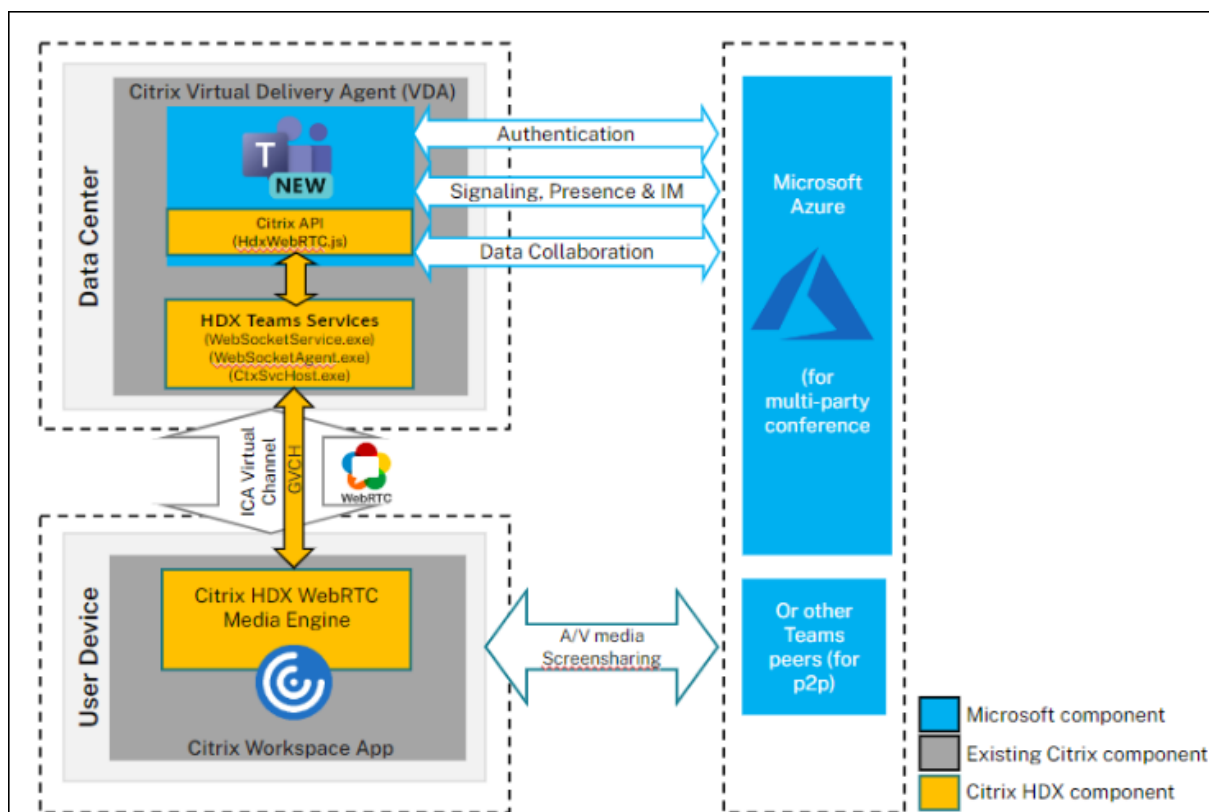 Data Center
Citrix Virtual Delivery Agent (VDA)
T
NEW
Citrix API
(HdxWebRTC.js)
HDX Teams Services
(WebSocketService.exe)
(WebSocketAgent.exe)
(CtxSvcHost.exe)
Authentication
Signaling, Presence & IM
Data Collaboration
Microsoft
Azure
(for
multi-party
conference
ICA Virtual
Channel
GVCH
WebRTC
User Device
Citrix HDX WebRTC
Media Engine
Citrix Workspace App
A/V media
Screensharing
Or other
Teams
peers (for
p2p)
Microsoft component
Existing Citrix component
Citrix HDX component